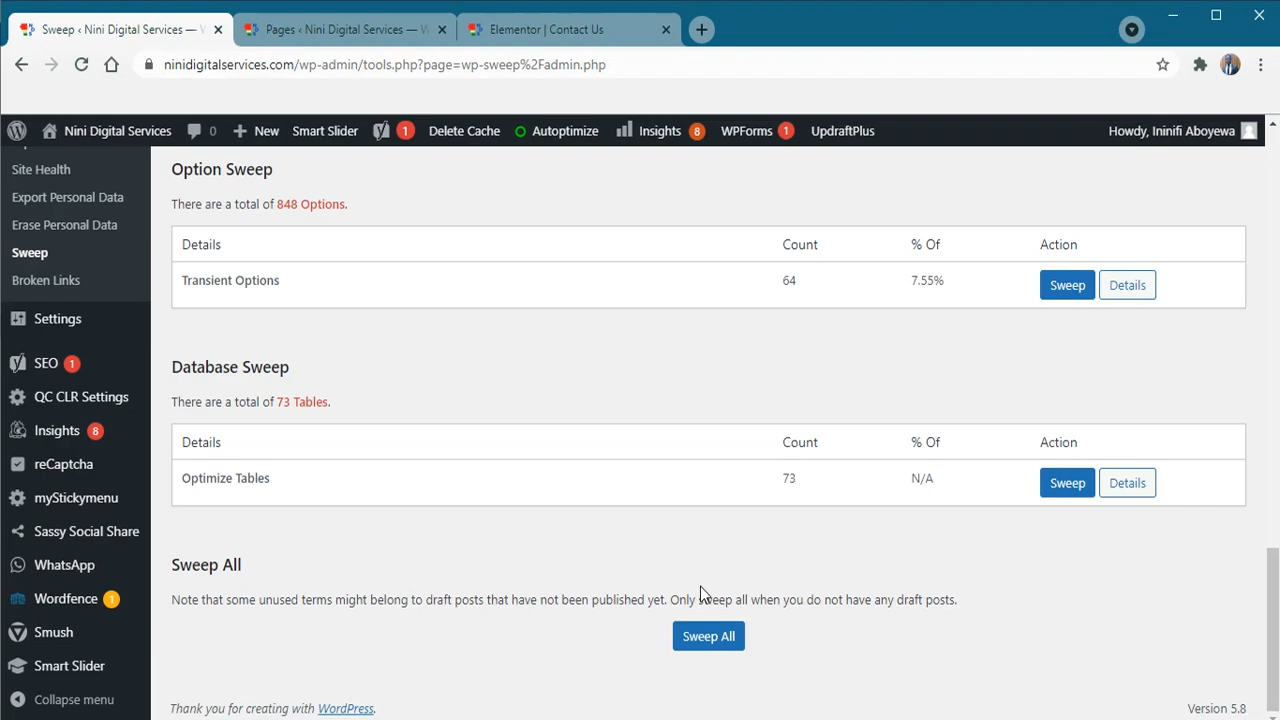 Sweep ‹ Nini Digital Services — W
Pages ‹ Nini Digital Services — W
Elementor | Contact Us
ninidigitalservices.com/wp-admin/tools.php?page=wp-sweep%2Fadmin.php
Nini Digital Services 0 New Smart Slider 1 Delete Cache Autoptimize Insights 8 WPForms 1 UpdraftPlus Howdy, Ininifi Aboyewa
Site Health
Export Personal Data
Erase Personal Data
Sweep
Broken Links
Settings
SEO 1
QC CLR Settings
Insights 8
reCaptcha
myStickymenu
Sassy Social Share
WhatsApp
Wordfence 1
Smush
Smart Slider
Collapse menu
Option Sweep
There are a total of 848 Options.
Details Count % Of Action
Transient Options 64 7.55% Sweep Details
Database Sweep
There are a total of 73 Tables.
Details Count % Of Action
Optimize Tables 73 N/A Sweep Details
Sweep All
Note that some unused terms might belong to draft posts that have not been published yet. Only sweep all when you do not have any draft posts.
Sweep All
Thank you for creating with WordPress. Version 5.8